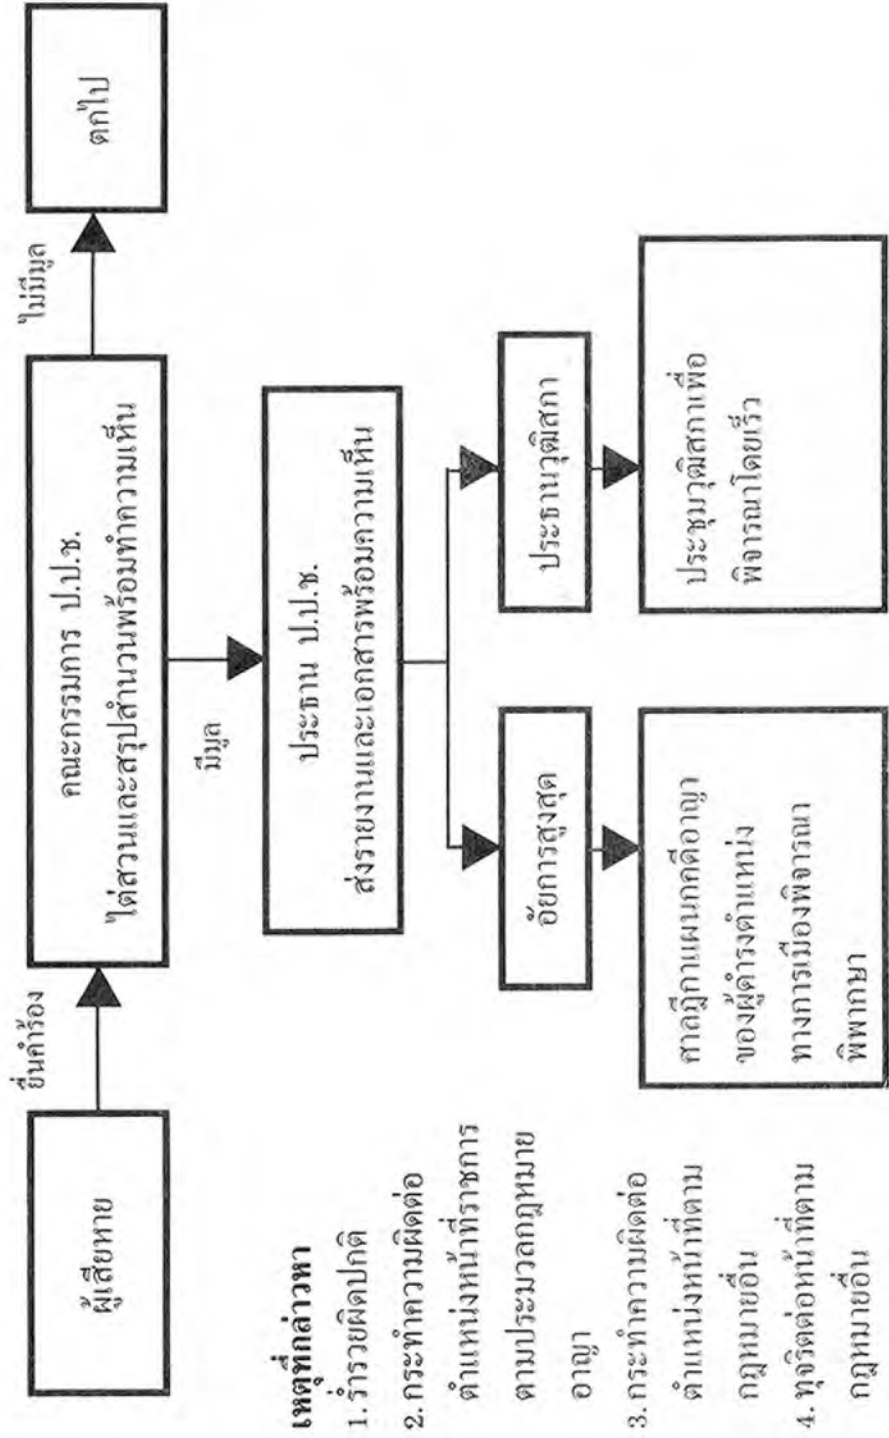 ผู้เสียหาย
ยื่นคำร้อง
คณะกรรมการ ป.ป.ช.
ไต่สวนและสรุปสำนวนพร้อมทำความเห็น
ไม่มีมูล
ตกไป
มีมูล
ประธาน ป.ป.ช.
ส่งรายงานและเอกสารพร้อมความเห็น
อัยการสูงสุด
ประธานวุฒิสภา
ศาลฎีกาแผนกคดีอาญา
ของผู้ดำรงตำแหน่ง
ทางการเมืองพิจารณา
พิพากษา
ประชุมวุฒิสภาเพื่อ
พิจารณาโดยเร็ว
เหตุที่กล่าวหา
1. ร่ำรวยผิดปกติ
2. กระทำความผิดต่อ
ตำแหน่งหน้าที่ราชการ
ตามประมวลกฎหมาย
อาญา
3. กระทำความผิดต่อ
ตำแหน่งหน้าที่ตาม
กฎหมายอื่น
4. ทุจริตต่อหน้าที่ตาม
กฎหมายอื่น